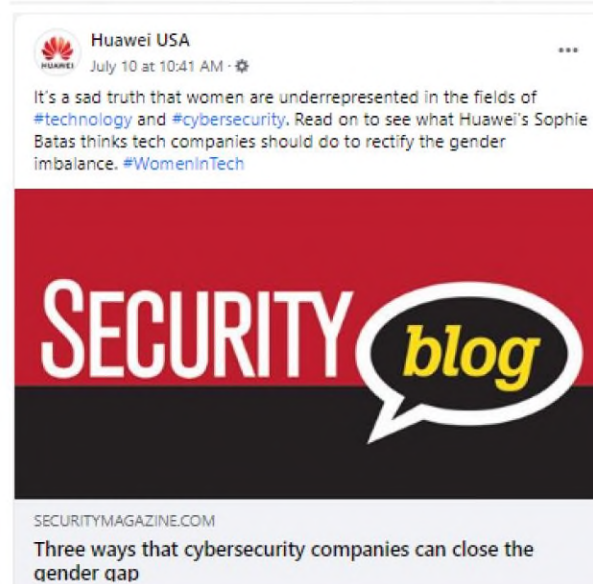 Huawei USA
HUAWEI
July 10 at 10:41 AM ·
It's a sad truth that women are underrepresented in the fields of
#technology and #cybersecurity. Read on to see what Huawei's Sophie
Batas thinks tech companies should do to rectify the gender
imbalance. #WomenInTech
SECURITY blog
SECURITYMAGAZINE.COM
Three ways that cybersecurity companies can close the
gender gap